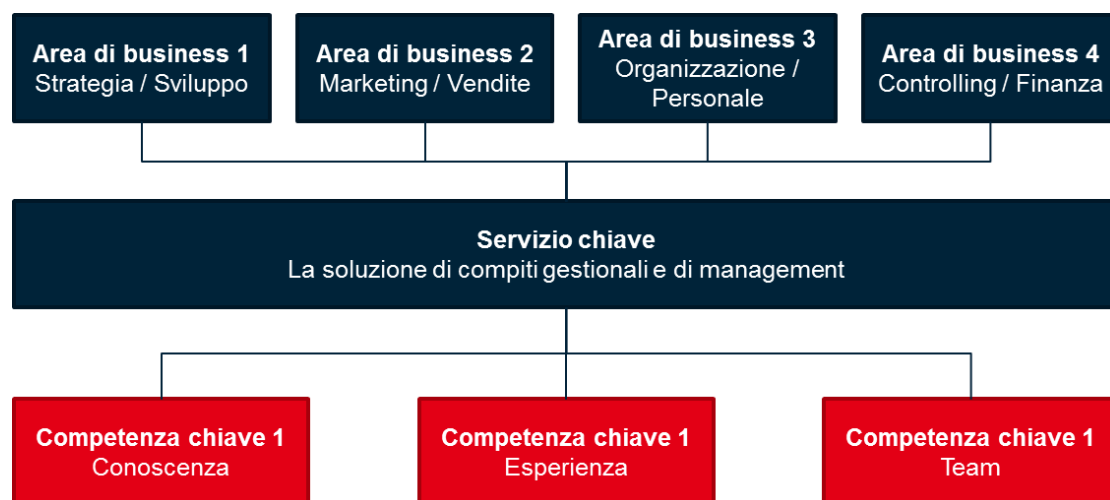 Area di business 1
Strategia / Sviluppo
Area di business 2
Marketing / Vendite
Area di business 3
Organizzazione /
Personale
Area di business 4
Controlling / Finanza
Servizio chiave
La soluzione di compiti gestionali e di management
Competenza chiave 1
Conoscenza
Competenza chiave 1
Esperienza
Competenza chiave 1
Team